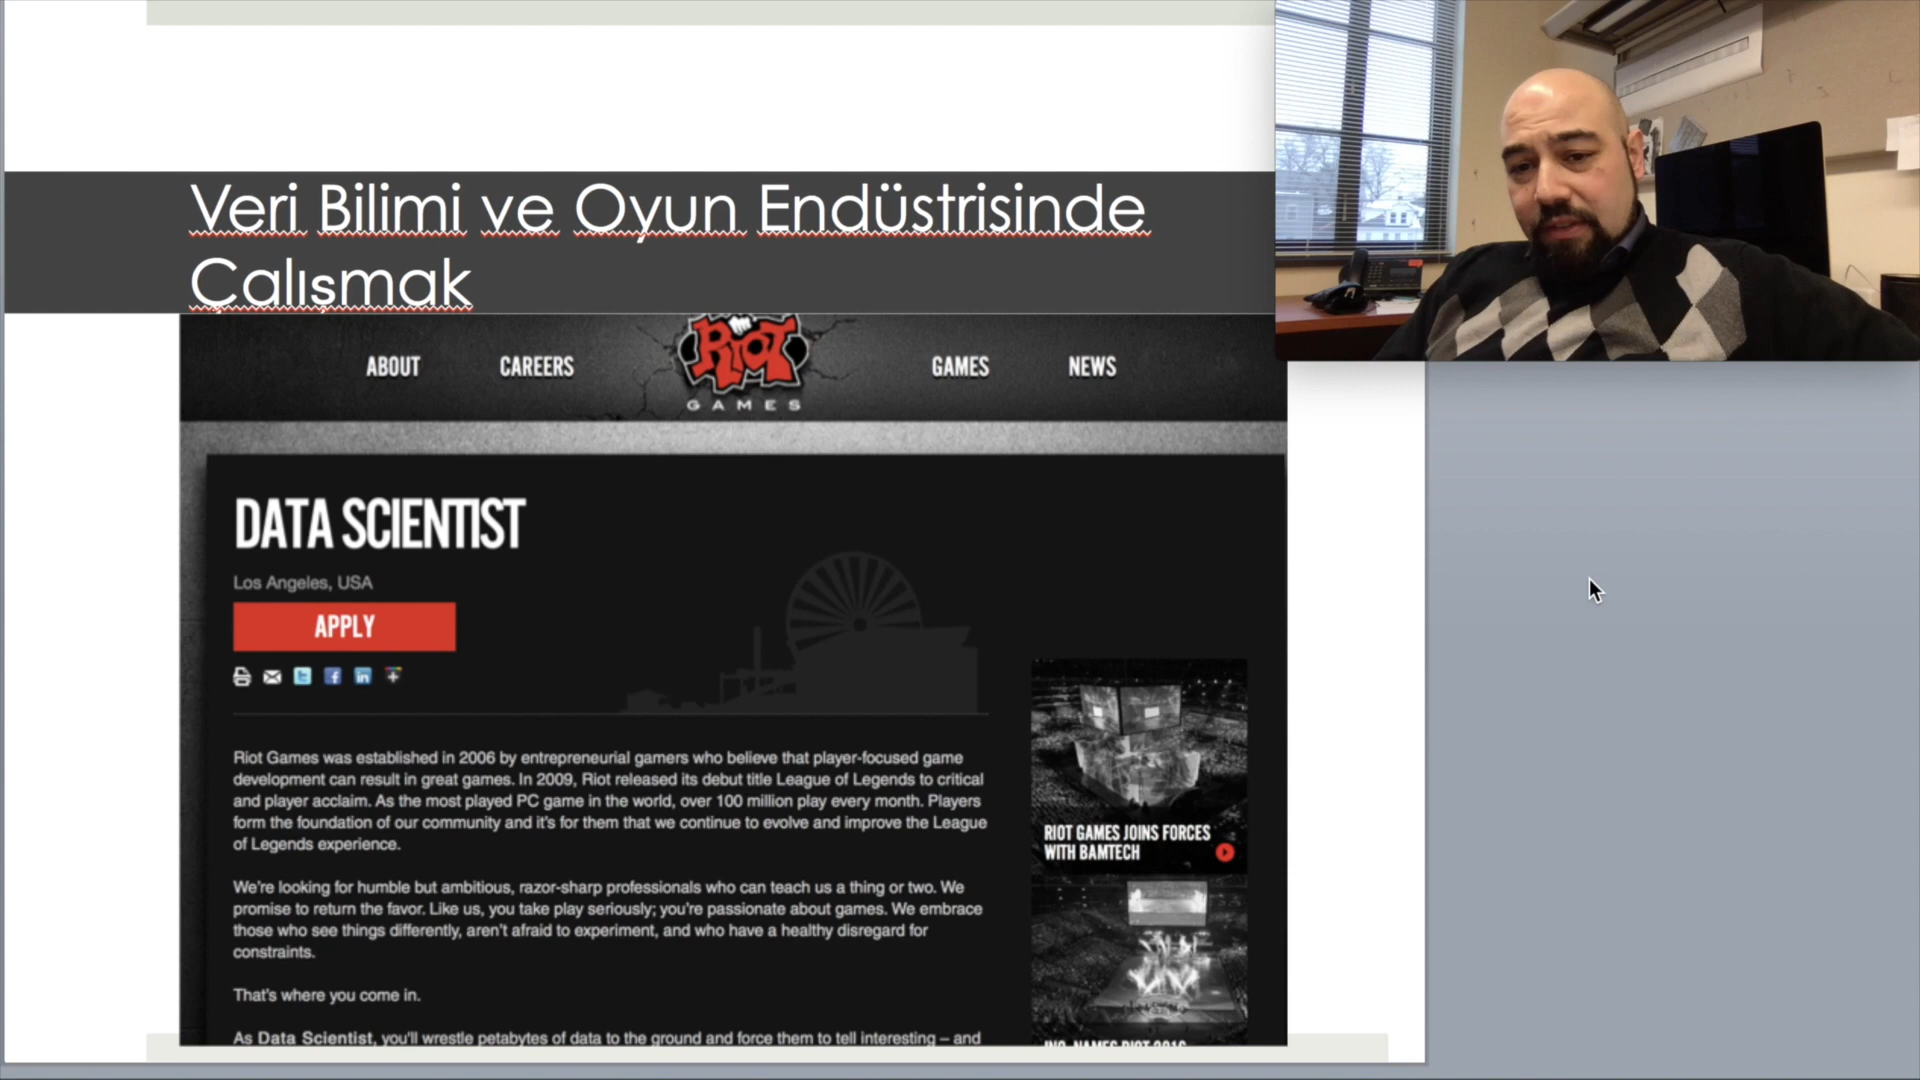 Veri Bilimi ve Oyun Endüstrisinde
Çalışmak
ABOUT
CAREERS
RIOT
GAMES
GAMES
NEWS
DATA SCIENTIST
Los Angeles, USA
APPLY
Riot Games was established in 2006 by entrepreneurial gamers who believe that player-focused game
development can result in great games. In 2009, Riot released its debut title League of Legends to critical
and player acclaim. As the most played PC game in the world, over 100 million play every month. Players
form the foundation of our community and it's for them that we continue to evolve and improve the League
of Legends experience.
We're looking for humble but ambitious, razor-sharp professionals who can teach us a thing or two. We
promise to return the favor. Like us, you take play seriously; you're passionate about games. We embrace
those who see things differently, aren't afraid to experiment, and who have a healthy disregard for
constraints.
That's where you come in.
As Data Scientist, you'll wrestle petabytes of data to the ground and force them to tell interesting – and
RIOT GAMES JOINS FORCES
WITH BAMTECH
INC. NAMES RIOT 2016